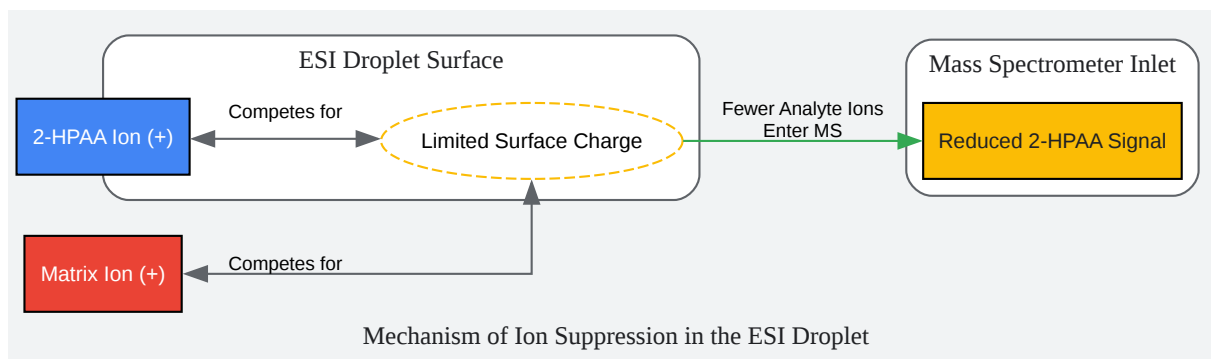 ESI Droplet Surface
Mass Spectrometer Inlet
2-HPAA Ion (+)
Competes for
Limited Surface Charge
Fewer Analyte Ions
Enter MS
Reduced 2-HPAA Signal
Matrix Ion (+)
Competes for
Mechanism of Ion Suppression in the ESI Droplet